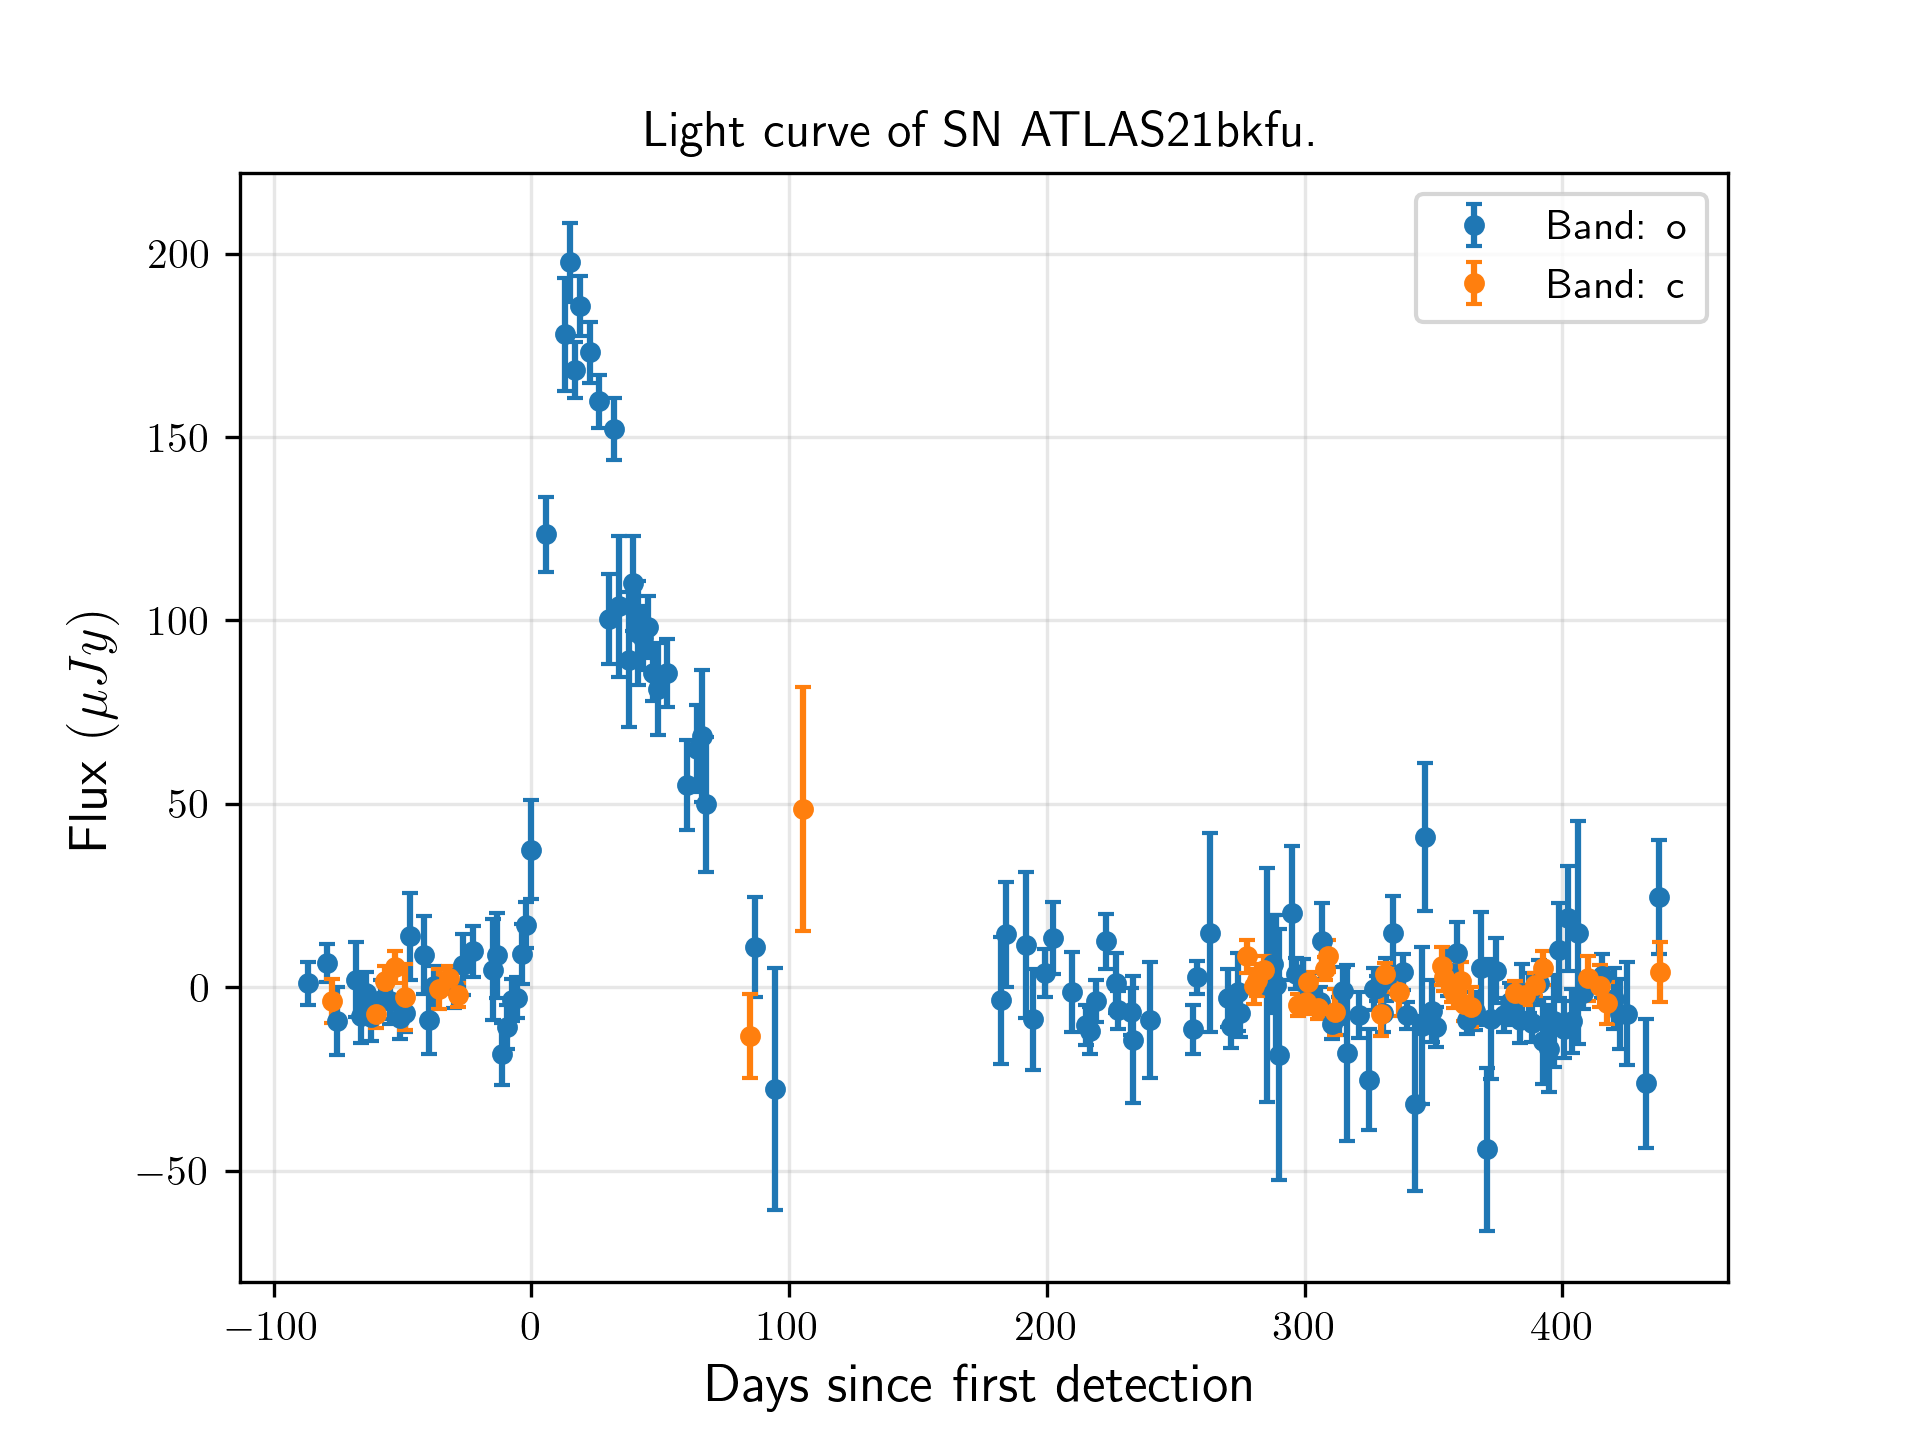 Light curve of SN ATLAS21bkfu.
Band: o
Band: c
200
150
100
50
0
−50
Flux (μJy)
−100 0 100 200 300 400
Days since first detection